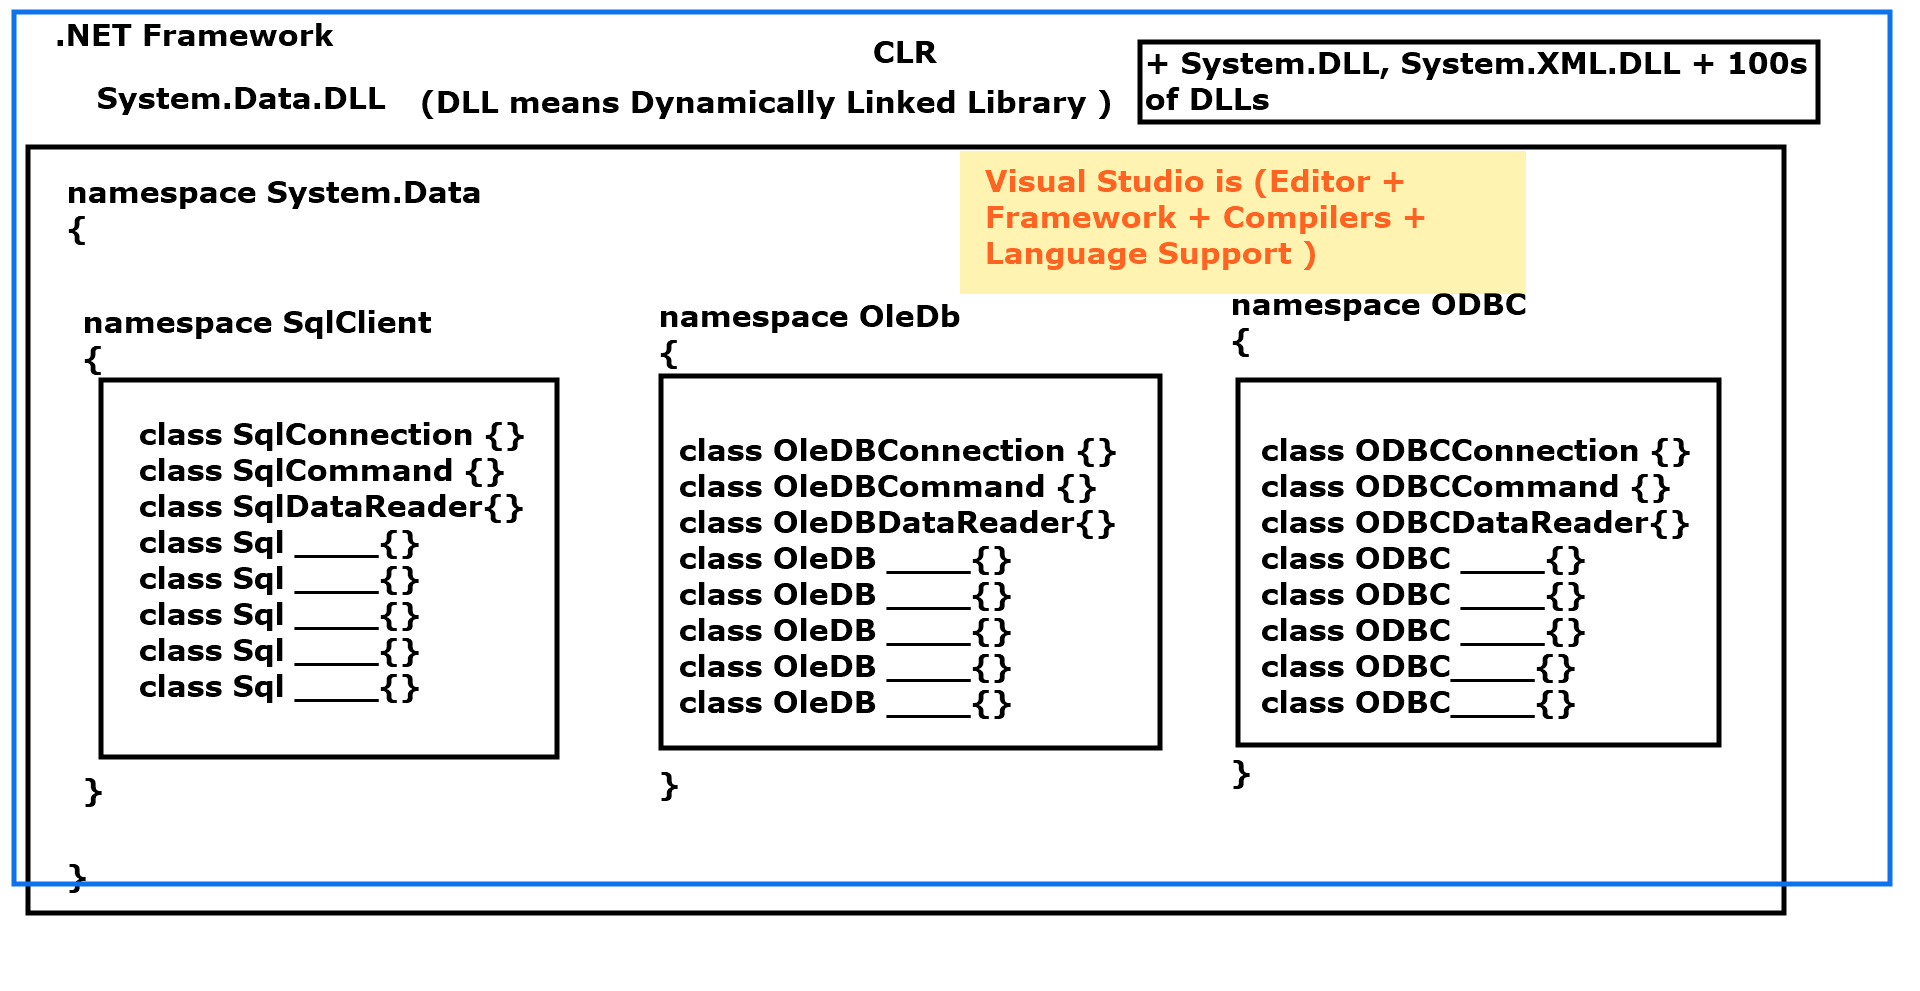 .NET Framework
CLR
+ System.DLL, System.XML.DLL + 100s
of DLLs
System.Data.DLL
(DLL means Dynamically Linked Library )
namespace System.Data
{
Visual Studio is (Editor +
Framework + Compilers +
Language Support )
namespace SqlClient
{
class SqlConnection {}
class SqlCommand {}
class SqlDataReader{}
class Sql _____{}
class Sql _____{}
class Sql _____{}
class Sql _____{}
class Sql _____{}
}
namespace OleDb
{
class OleDBConnection {}
class OleDBCommand {}
class OleDBDataReader{}
class OleDB _____{}
class OleDB _____{}
class OleDB _____{}
class OleDB _____{}
class OleDB _____{}
}
namespace ODBC
{
class ODBCConnection {}
class ODBCCommand {}
class ODBCDataReader{}
class ODBC _____{}
class ODBC _____{}
class ODBC _____{}
class ODBC_____{}
class ODBC_____{}
}
}